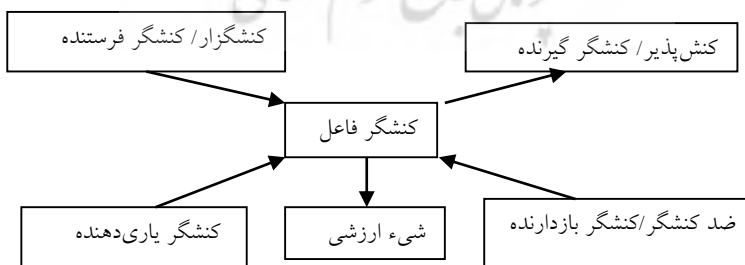 کنش‌پذیر/ کنشگر گیرنده
کنشگزار/ کنشگر فرستنده
کنشگر فاعل
ضد کنشگر/کنشگر بازدارنده
شیء ارزشی
کنشگر یاری‌دهنده